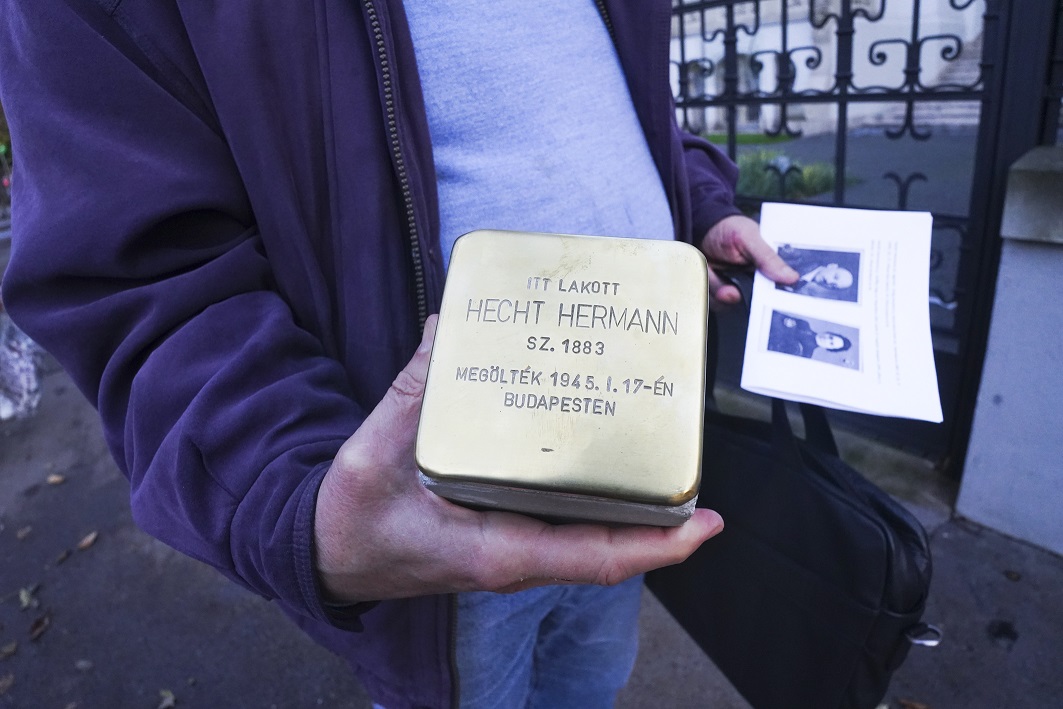 ITT LAKOTT
HECHT HERMANN
SZ. 1883
MEGÖLTÉK 1945. I. 17-ÉN
BUDAPESTEN